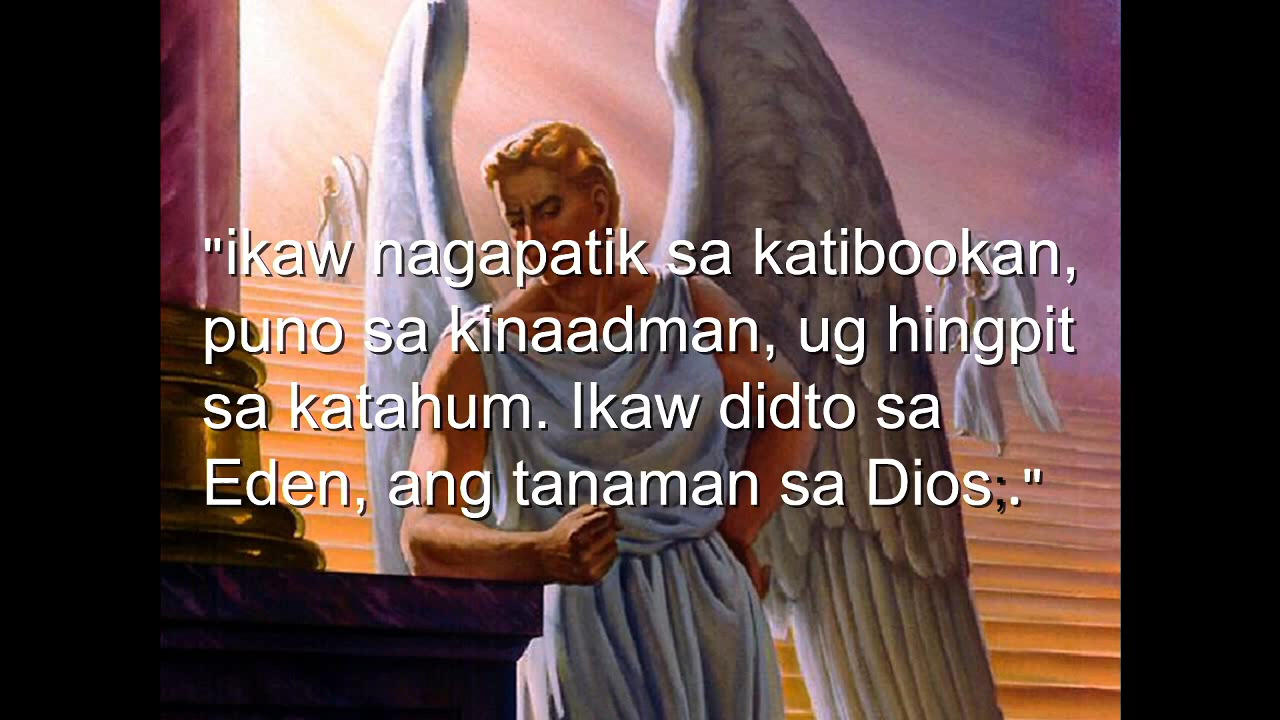 "ikaw nagapatik sa katibookan,
puno sa kinaadman, ug hingpit
sa katahum. Ikaw didto sa
Eden, ang tanaman sa Dios;."